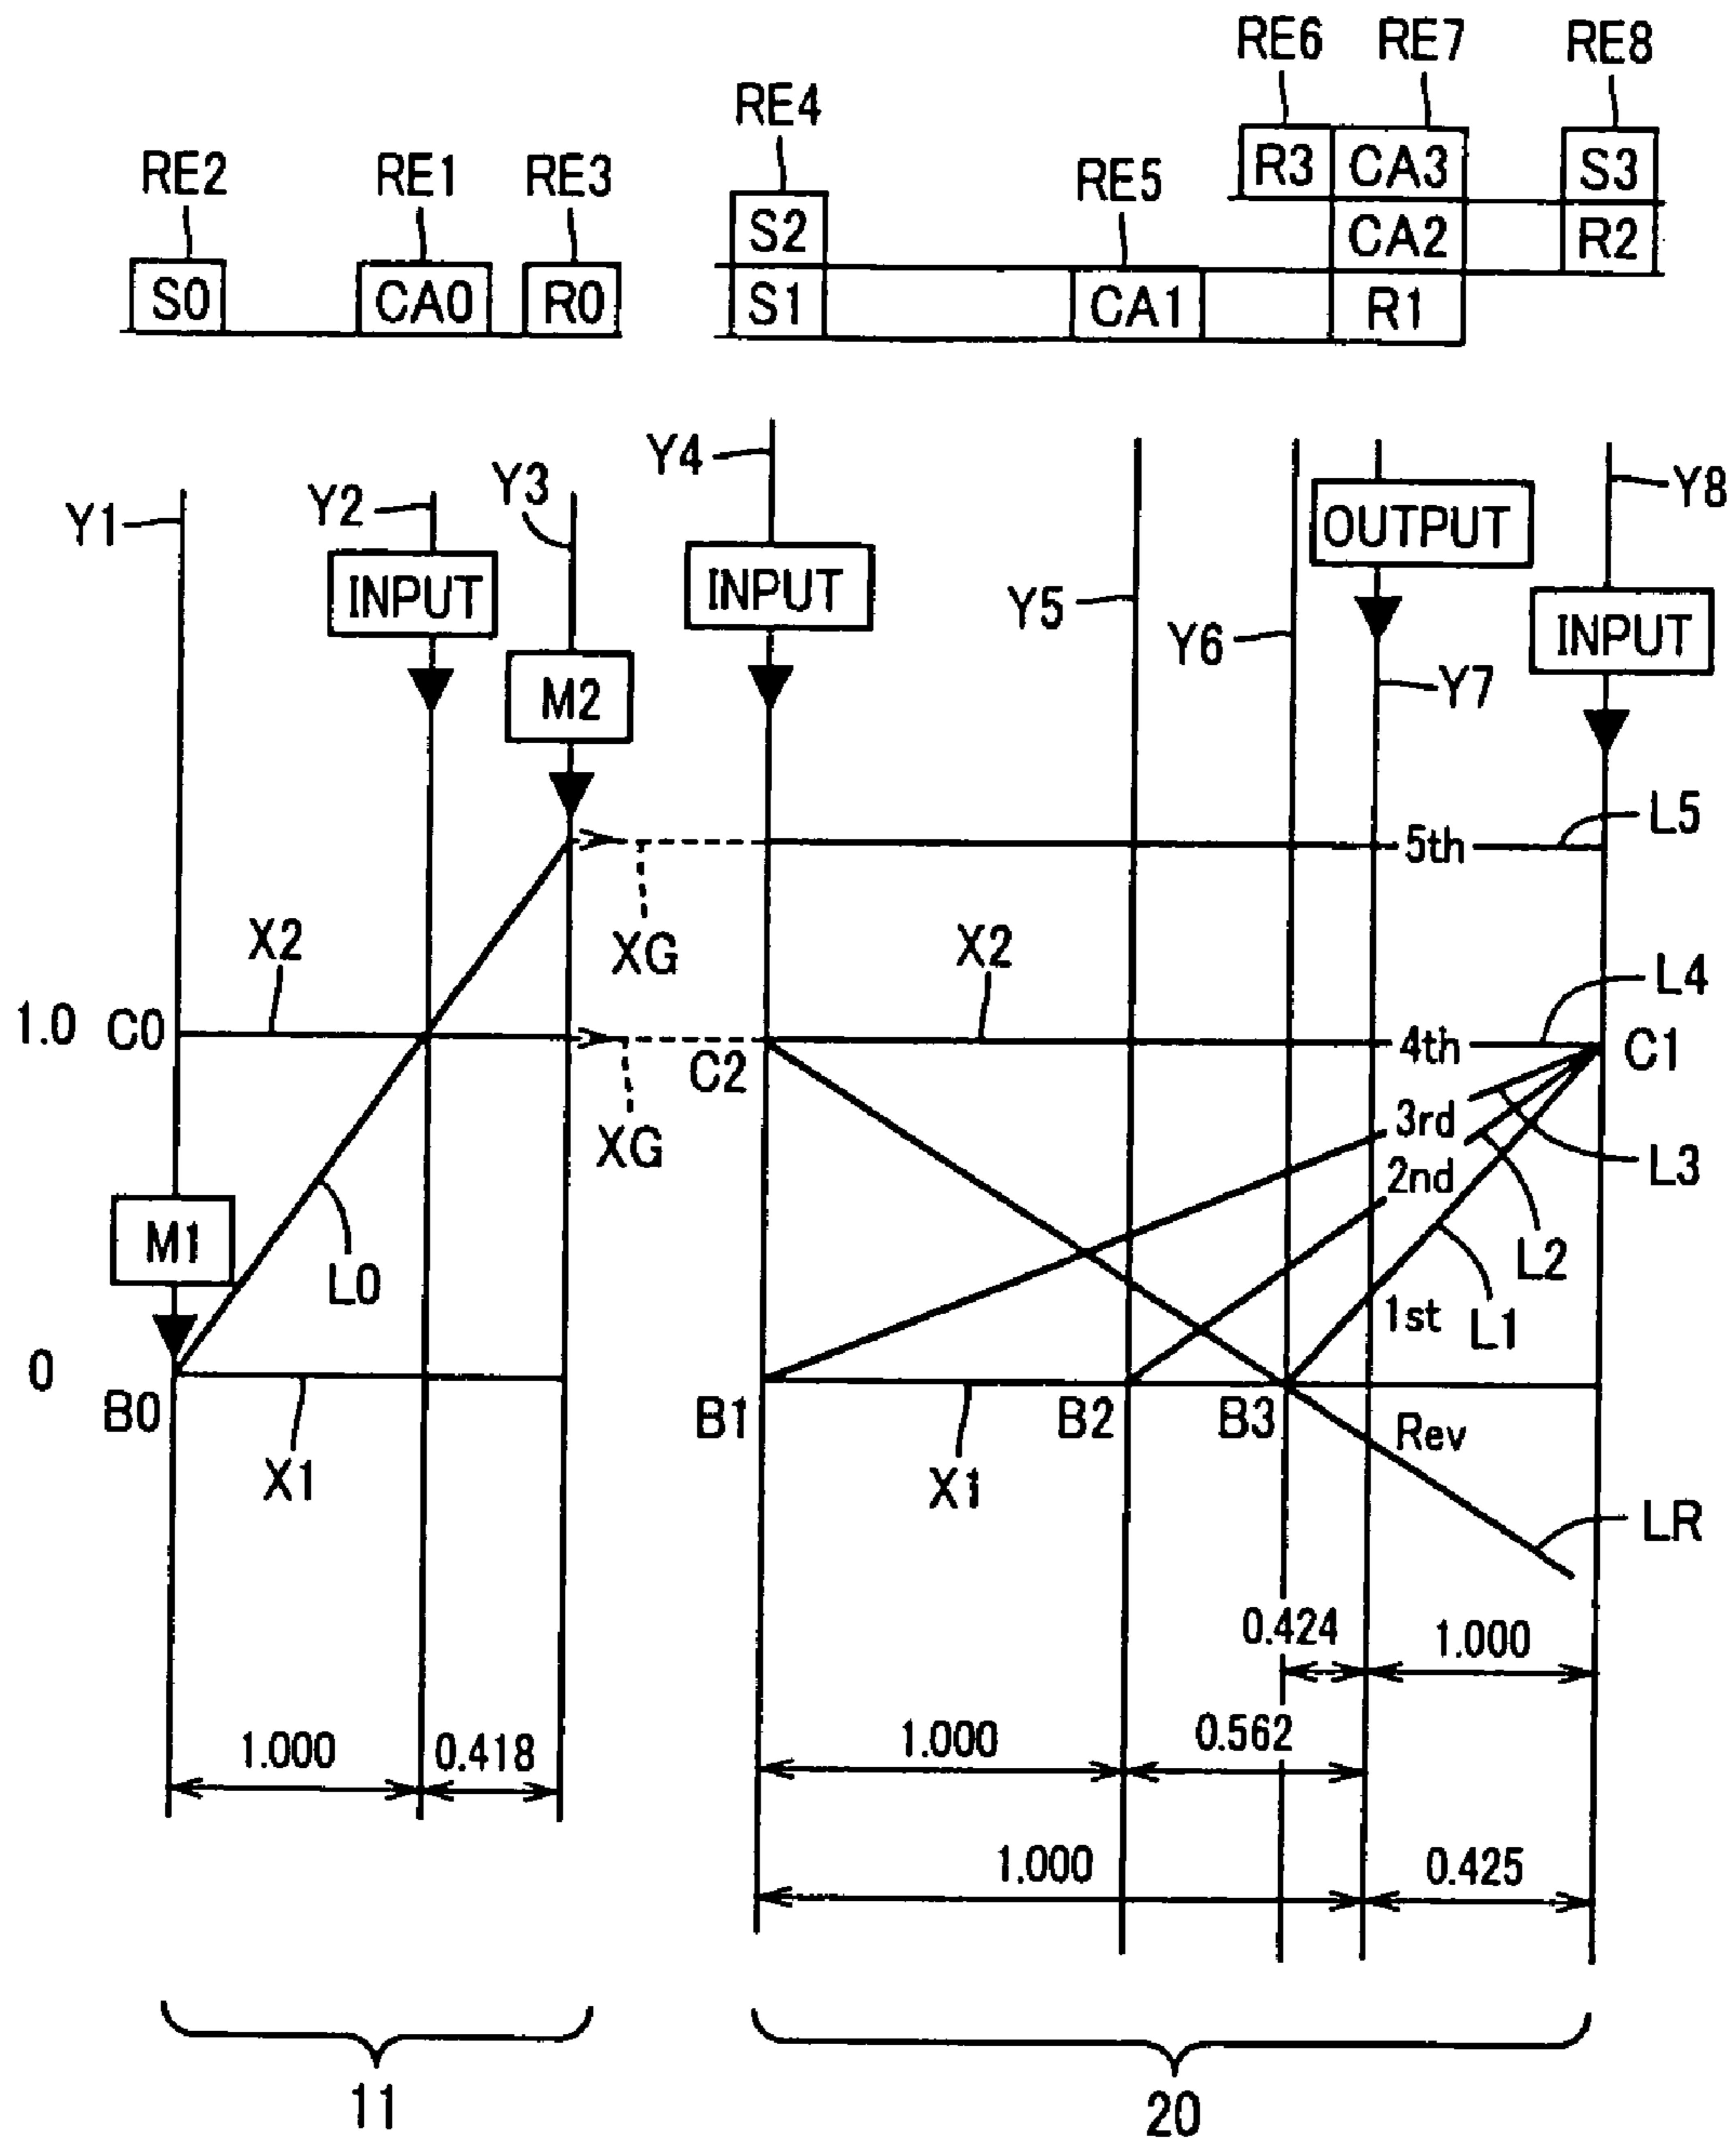 RE6 RE7 RE8
RE4
RE2 RE1 RE3 RE5
R3 CA3 S3
S2 CA2 R2
S0 CA0 R0 S1 CA1 R1
Y4
Y1 Y2 Y3 Y8
INPUT INPUT OUTPUT
Y5 Y6 INPUT
M2 Y7
5th L5
X2 XG X2 L4
1.0 C0 C2 4th C1
XG 3rd L3
2nd
M1 L0 L2
1st L1
0
B0 B1 B2 B3 Rev
X1 X1
LR
0.424 1.000
1.000 0.418 1.000 0.562
1.000 0.425
11 20